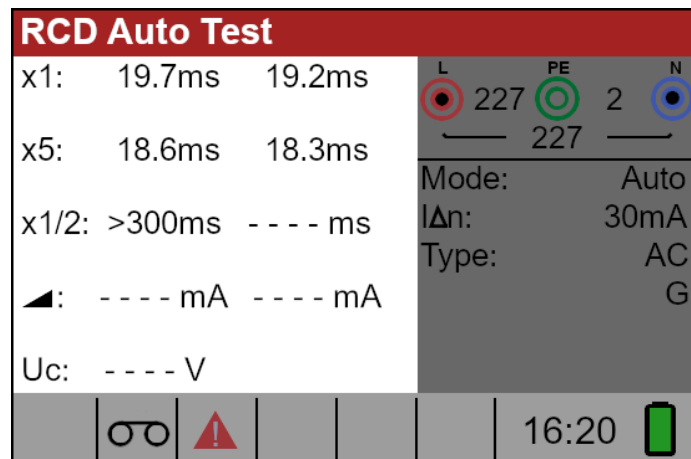 RCD Auto Test
x1: 19.7ms 19.2ms
x5: 18.6ms 18.3ms
x1/2: >300ms - - - - ms
◢: - - - - mA - - - - mA
Uc: - - - - V
L PE N
227 2
227
Mode: Auto
IΔn: 30mA
Type: AC
G
16:20